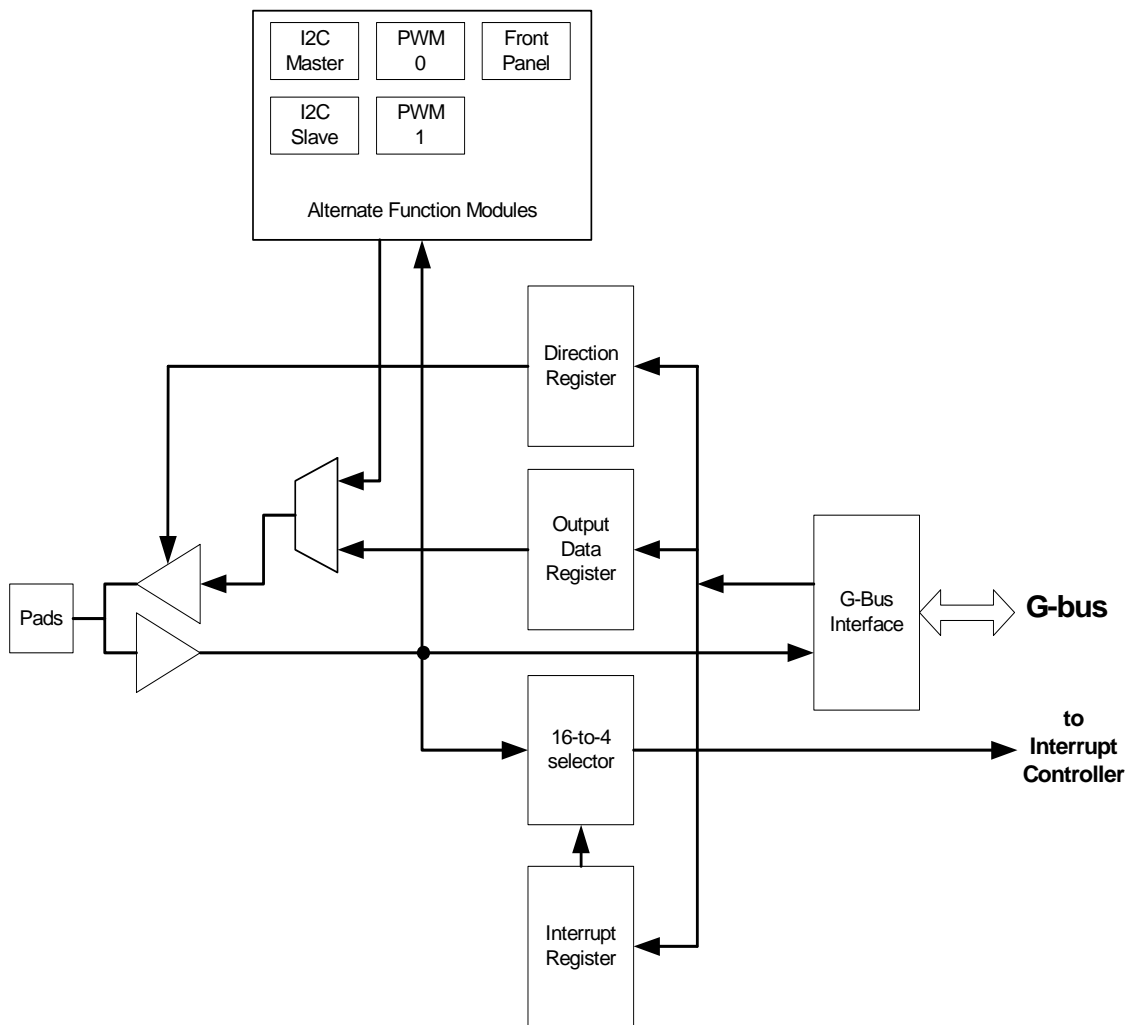 I2C
Master
PWM
0
Front
Panel
I2C
Slave
PWM
1
Alternate Function Modules
Direction
Register
Output
Data
Register
G-Bus
Interface
G-bus
Pads
16-to-4
selector
to
Interrupt
Controller
Interrupt
Register